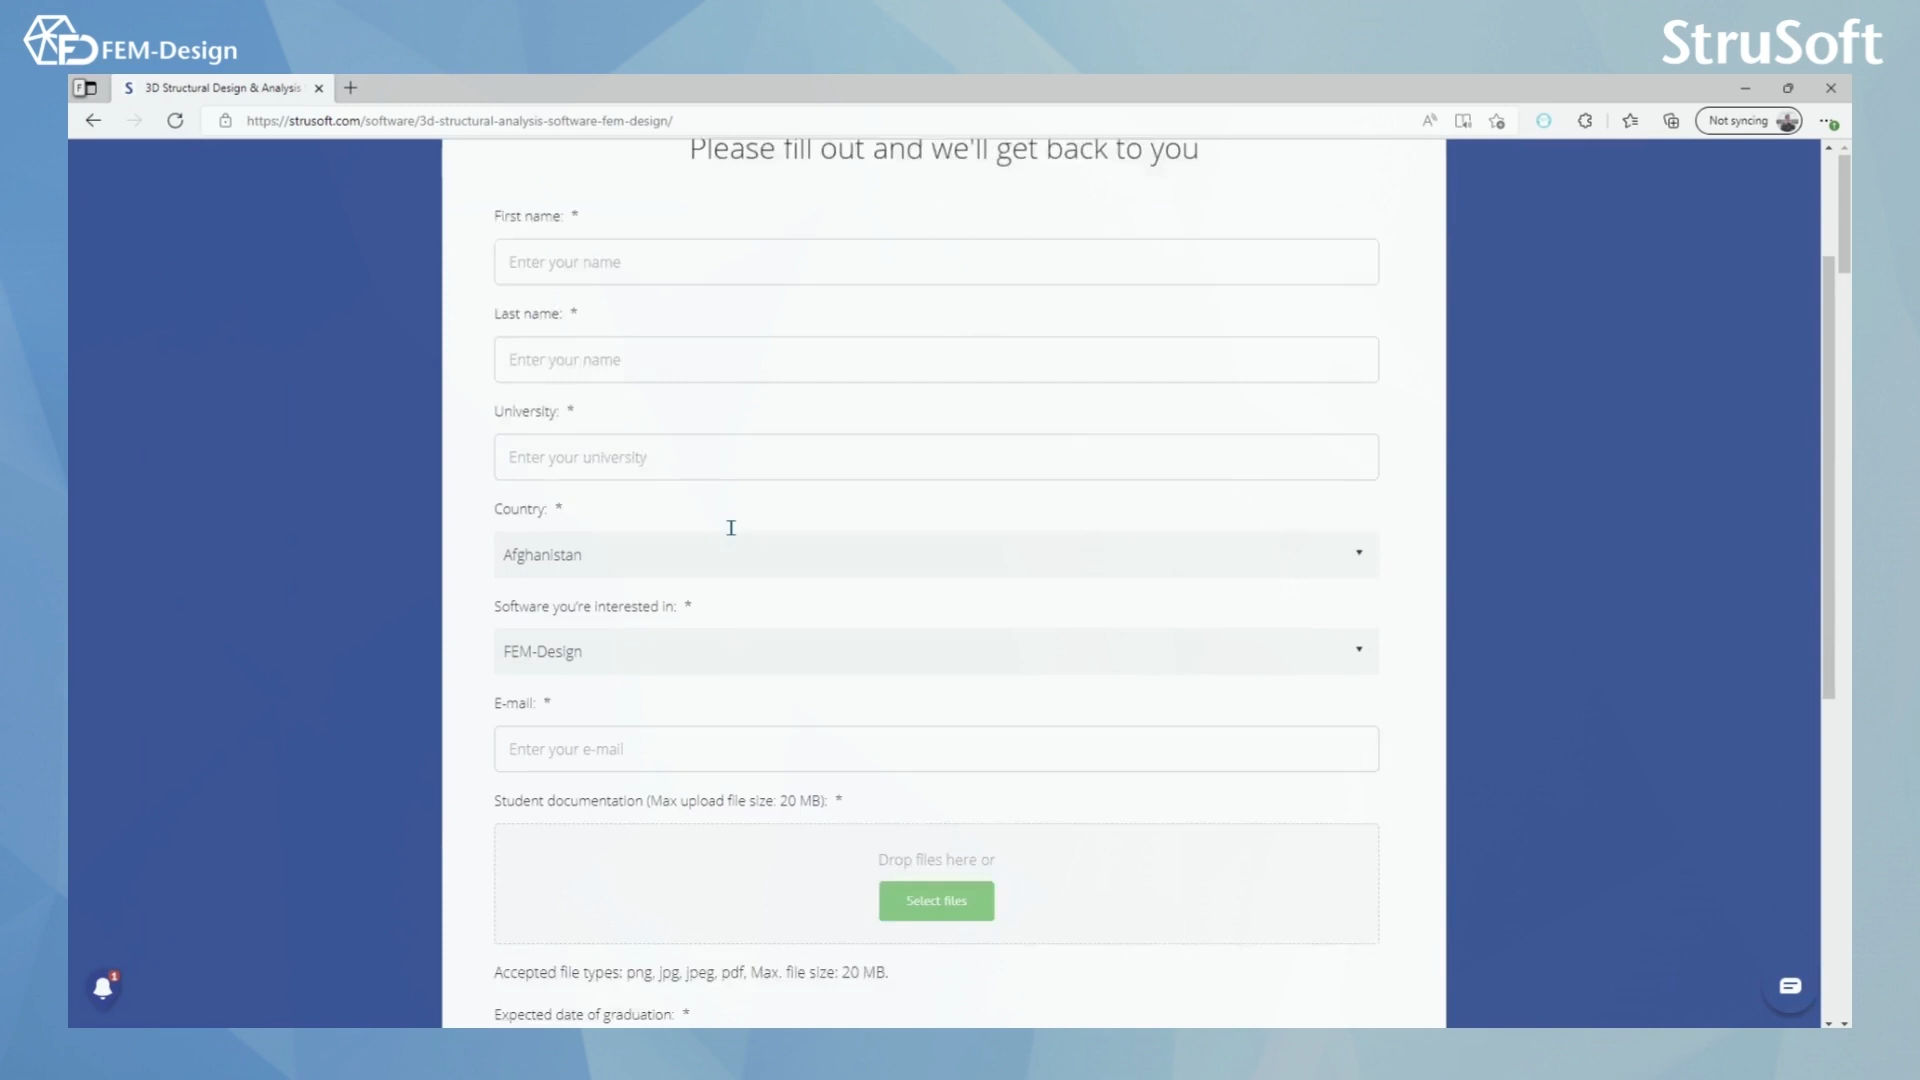 FEM-Design
StruSoft
3D Structural Design & Analysis
https://strusoft.com/software/3d-structural-analysis-software-fem-design/
Not syncing
Please fill out and we'll get back to you
First name: *
Enter your name
Last name: *
Enter your name
University: *
Enter your university
Country: *
Afghanistan
Software you're interested in: *
FEM-Design
E-mail: *
Enter your e-mail
Student documentation (Max upload file size: 20 MB): *
Drop files here or
Select files
Accepted file types: png, jpg, jpeg, pdf, Max. file size: 20 MB.
Expected date of graduation: *
1